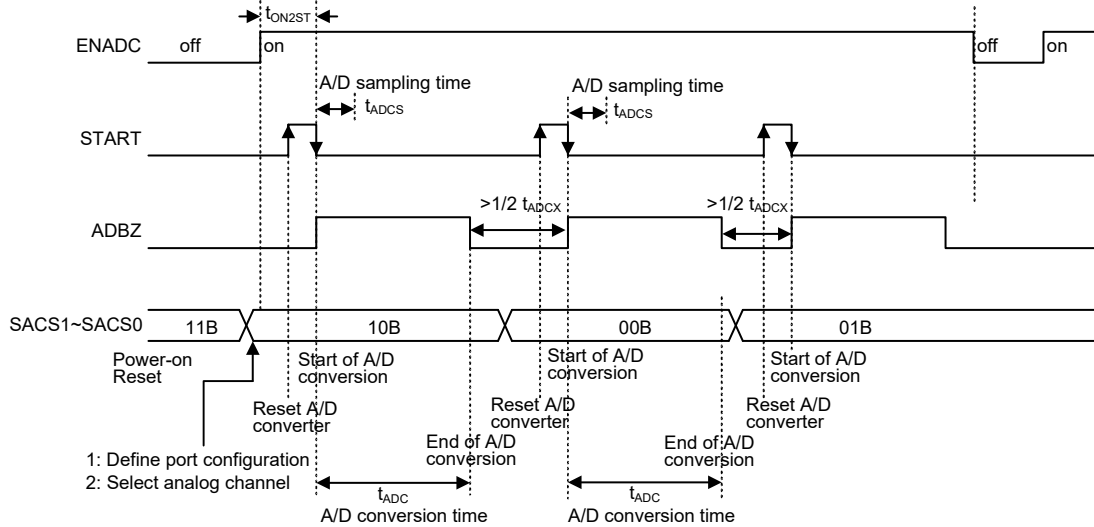 tON2ST
ENADC
off
on
off
on
A/D sampling time
tADCS
A/D sampling time
tADCS
START
>1/2 tADCX
>1/2 tADCX
ADBZ
SACS1~SACS0
11B
10B
00B
01B
Power-on
Reset
Start of A/D
conversion
Start of A/D
conversion
Start of A/D
conversion
Reset A/D
converter
Reset A/D
converter
Reset A/D
converter
End of A/D
conversion
End of A/D
conversion
1: Define port configuration
2: Select analog channel
tADC
A/D conversion time
tADC
A/D conversion time